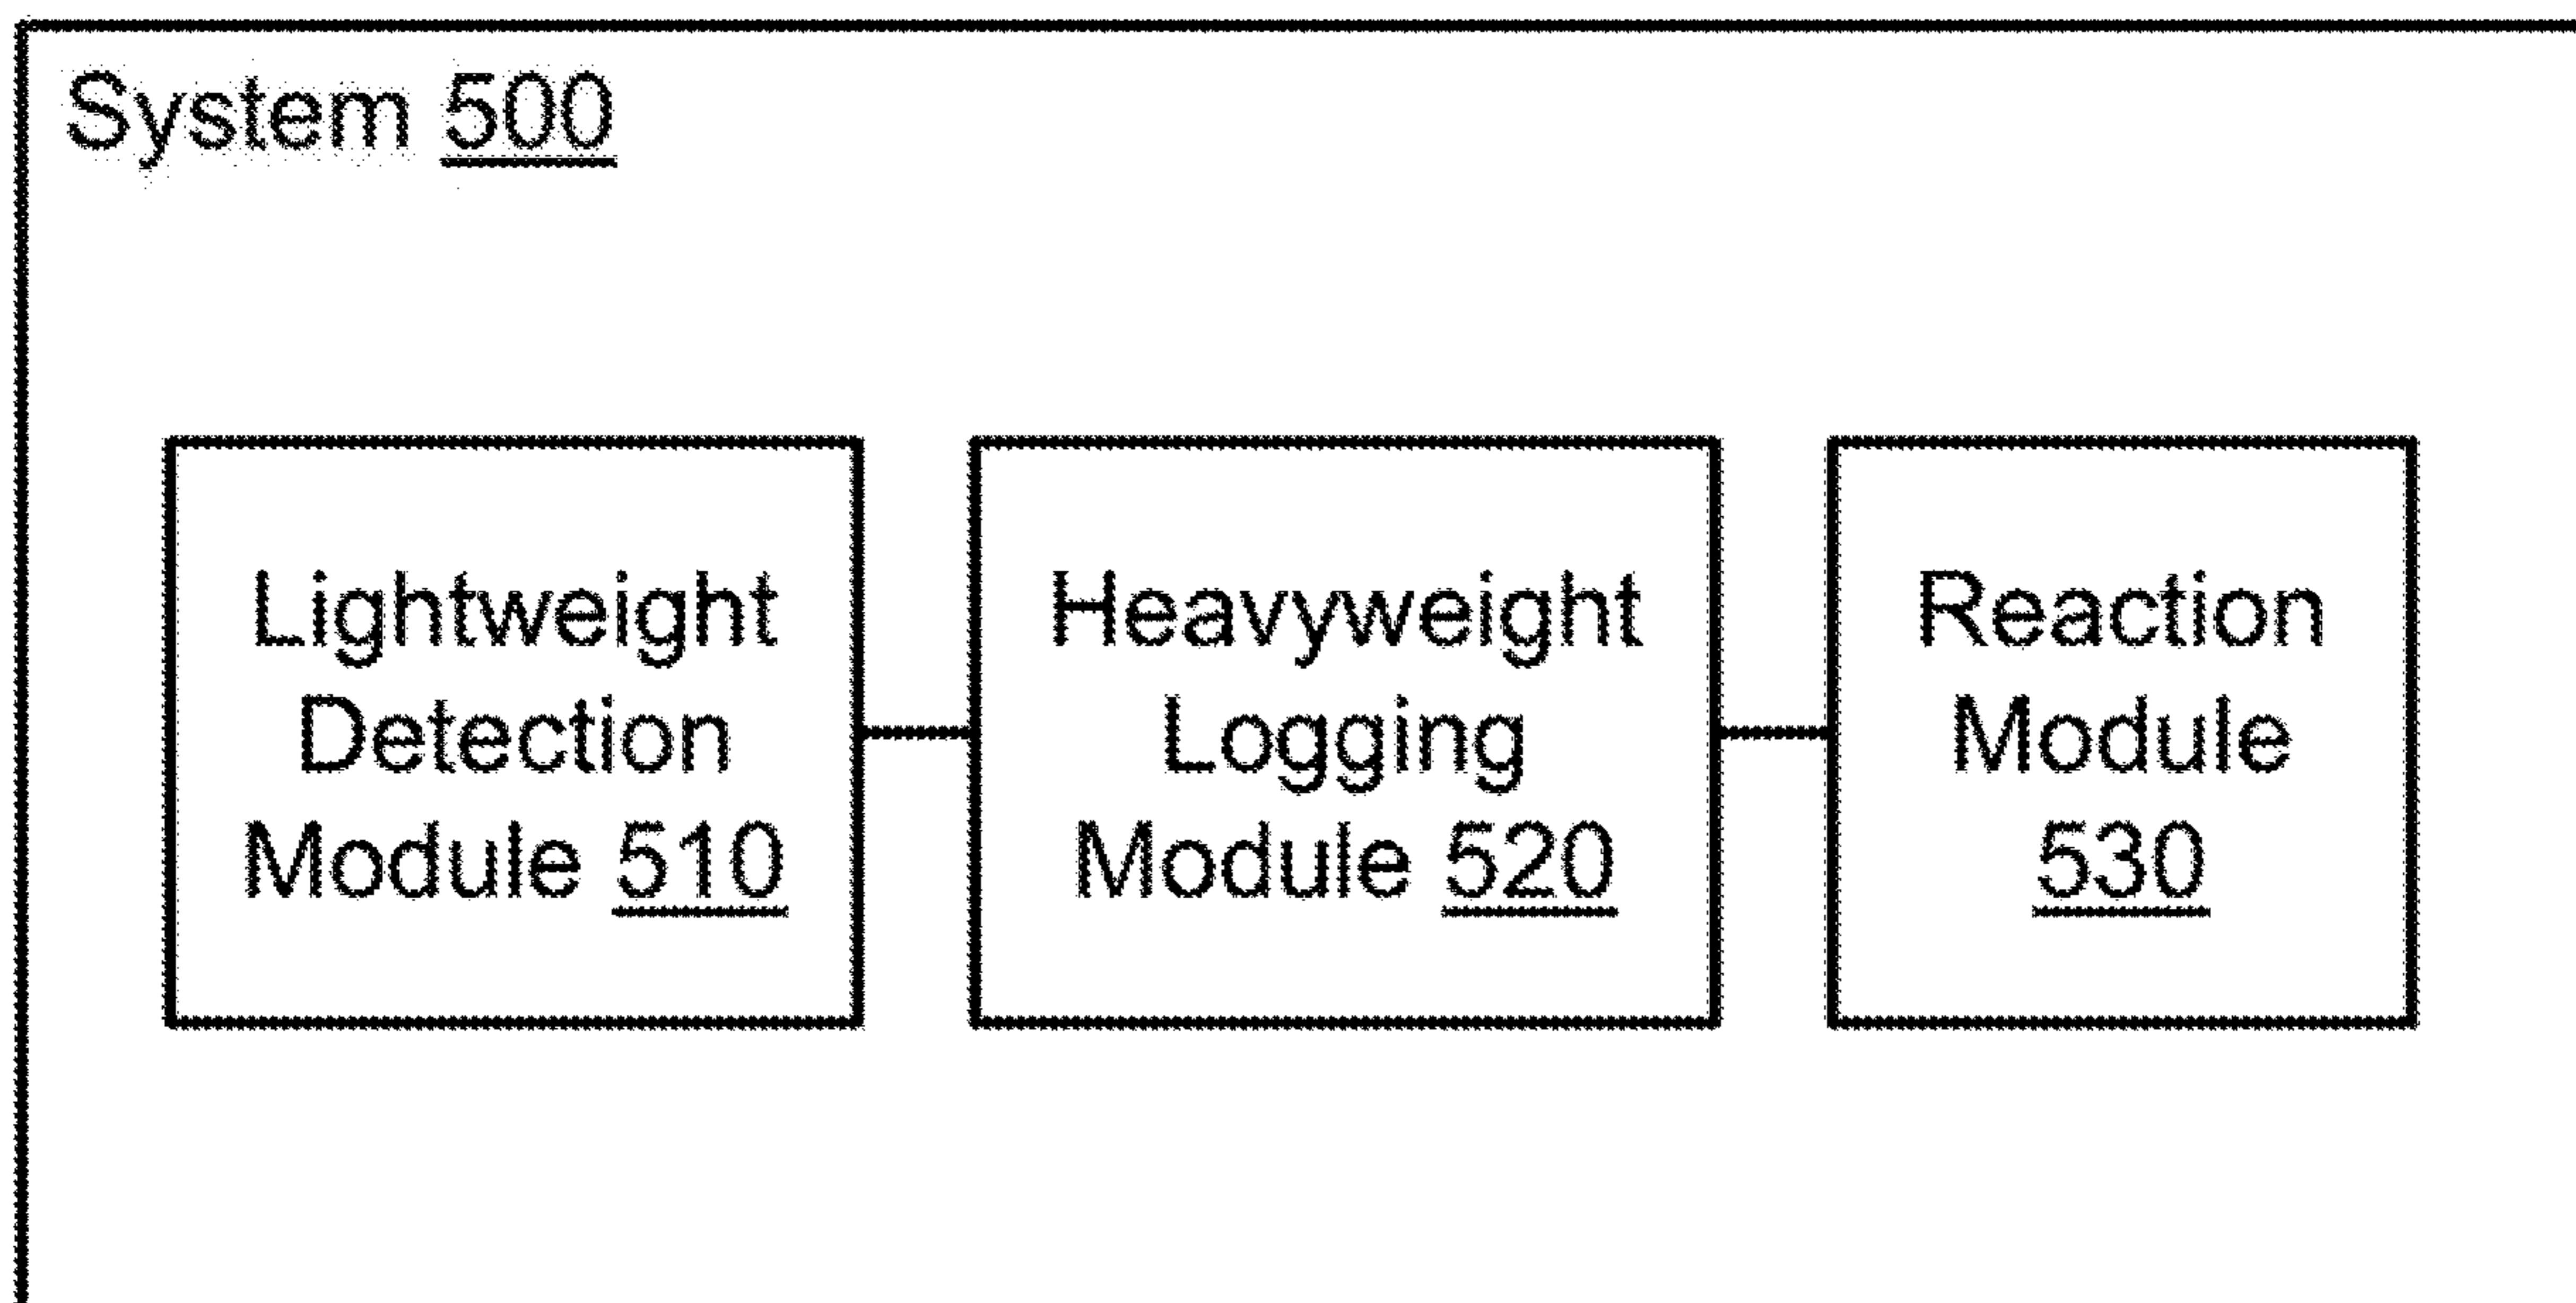 System 500
Lightweight
Detection
Module 510
Heavyweight
Logging
Module 520
Reaction
Module
530